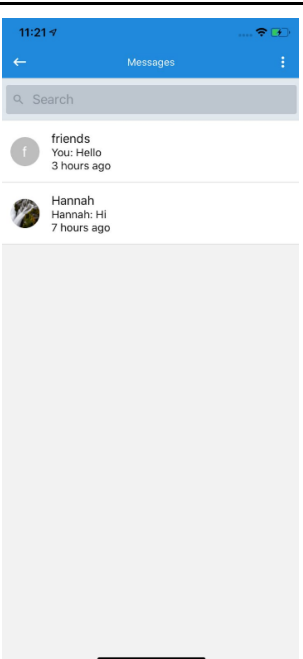 11:21
Messages
Search
f
friends
You: Hello
3 hours ago
Hannah
Hannah: Hi
7 hours ago